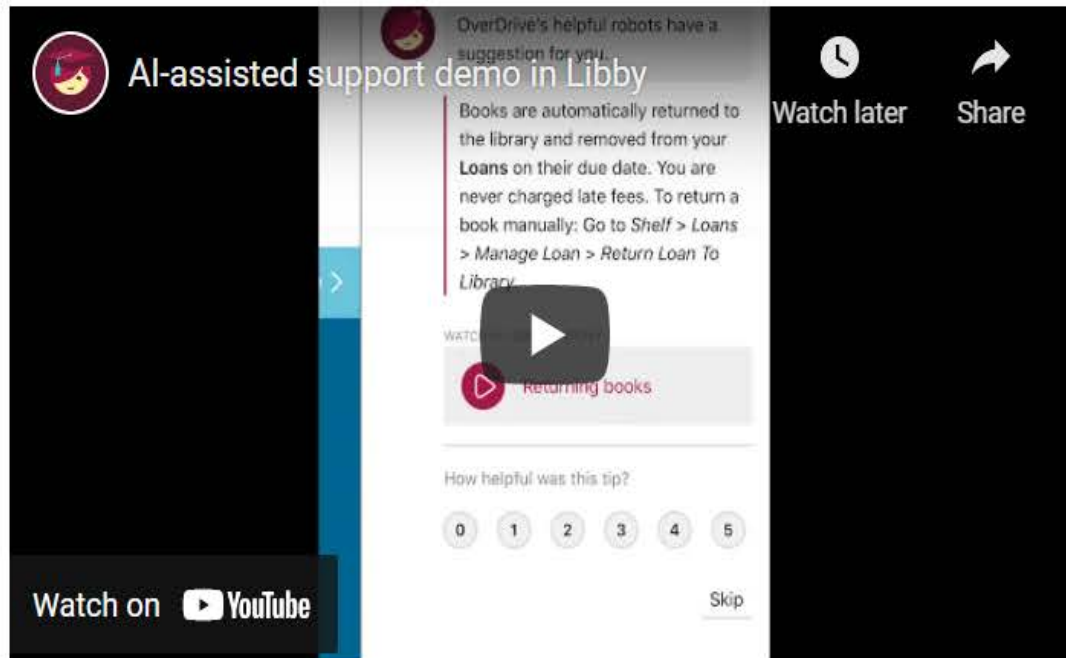 OverDrive's helpful robots have a
suggestion for you.
AI-assisted support demo in Libby
Watch later
Share
Books are automatically returned to
the library and removed from your
Loans on their due date. You are
never charged late fees. To return a
book manually: Go to Shelf > Loans
> Manage Loan > Return Loan To
Library.
Returning books
How helpful was this tip?
0 1 2 3 4 5
Skip
Watch on YouTube